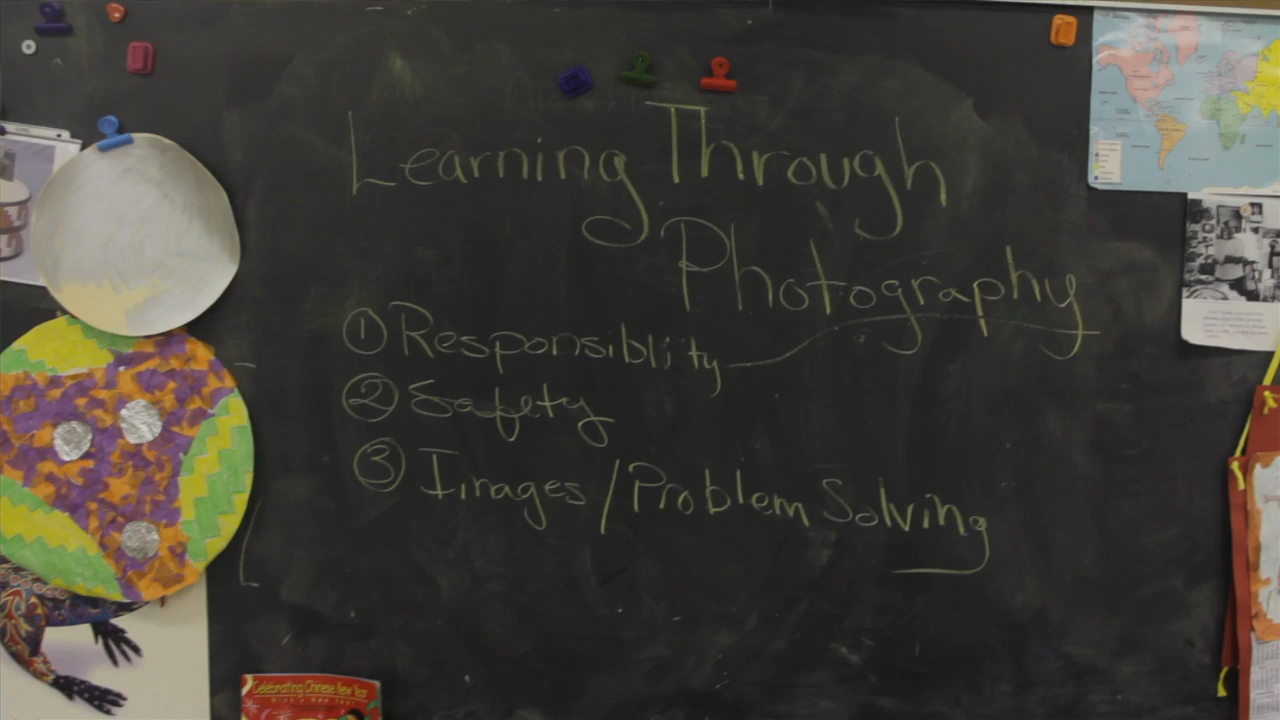 Learning Through
Photography
① Responsiblity
② Safety
③ Images / Problem Solving
Celebrating Chinese New Year